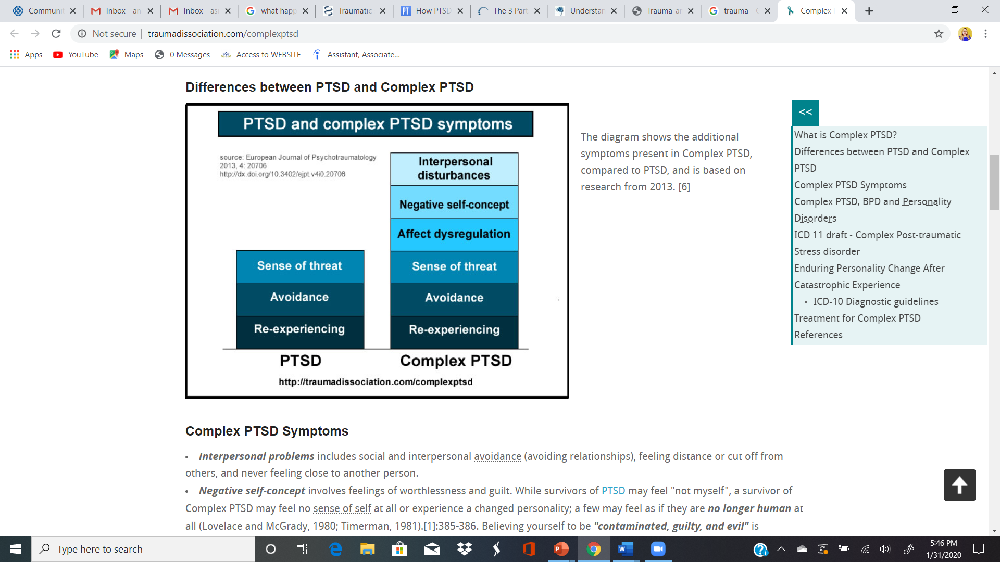 Communit
Inbox - an
Inbox - asi
what happ
Traumatic
How PTSD
The 3 Part
Understan
Trauma-an
trauma - G
Complex P
Not secure | traumadissociation.com/complexptsd
Apps
YouTube
Maps
0 Messages
Access to WEBSITE
Assistant, Associate...
Differences between PTSD and Complex PTSD
PTSD and complex PTSD symptoms
source: European Journal of Psychotraumatology
2013, 4: 20706
http://dx.doi.org/10.3402/ejpt.v4i0.20706
Interpersonal
disturbances
Negative self-concept
Affect dysregulation
Sense of threat
Sense of threat
Avoidance
Avoidance
Re-experiencing
Re-experiencing
PTSD
Complex PTSD
http://traumadissociation.com/complexptsd
The diagram shows the additional
symptoms present in Complex PTSD,
compared to PTSD, and is based on
research from 2013. [6]
<<
What is Complex PTSD?
Differences between PTSD and Complex
PTSD
Complex PTSD Symptoms
Complex PTSD, BPD and Personality
Disorders
ICD 11 draft - Complex Post-traumatic
Stress disorder
Enduring Personality Change After
Catastrophic Experience
• ICD-10 Diagnostic guidelines
Treatment for Complex PTSD
References
Complex PTSD Symptoms
• Interpersonal problems includes social and interpersonal avoidance (avoiding relationships), feeling distance or cut off from
others, and never feeling close to another person.
• Negative self-concept involves feelings of worthlessness and guilt. While survivors of PTSD may feel "not myself", a survivor of
Complex PTSD may feel no sense of self at all or experience a changed personality; a few may feel as if they are no longer human at
all (Lovelace and McGrady, 1980; Timerman, 1981).[1]:385-386. Believing yourself to be "contaminated, guilty, and evil" is
Type here to search
5:46 PM
1/31/2020